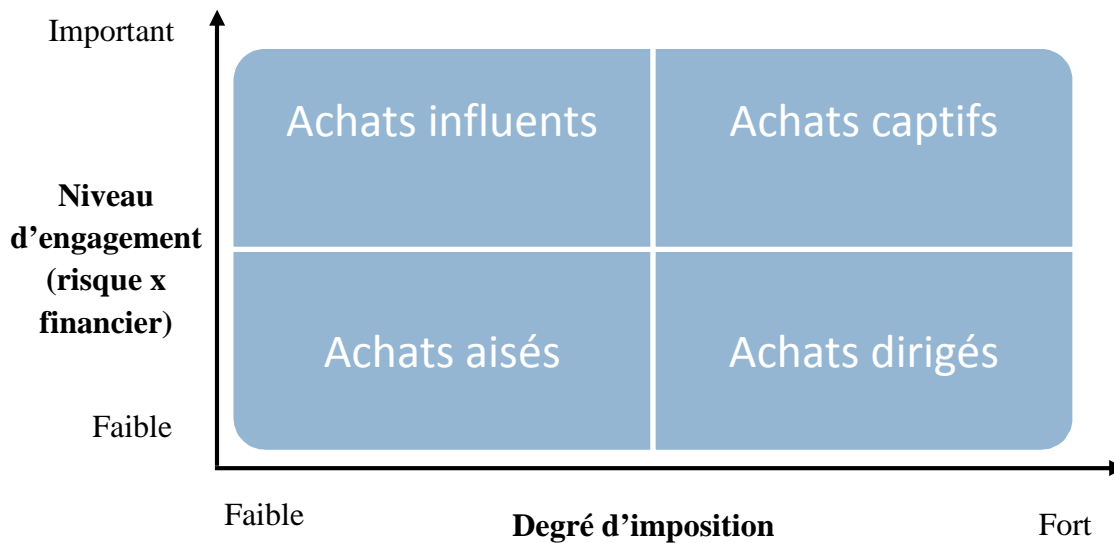 Important
Achats influents
Achats captifs
Niveau
d’engagement
(risque x
financier)
Achats aisés
Achats dirigés
Faible
Faible
Degré d’imposition
Fort